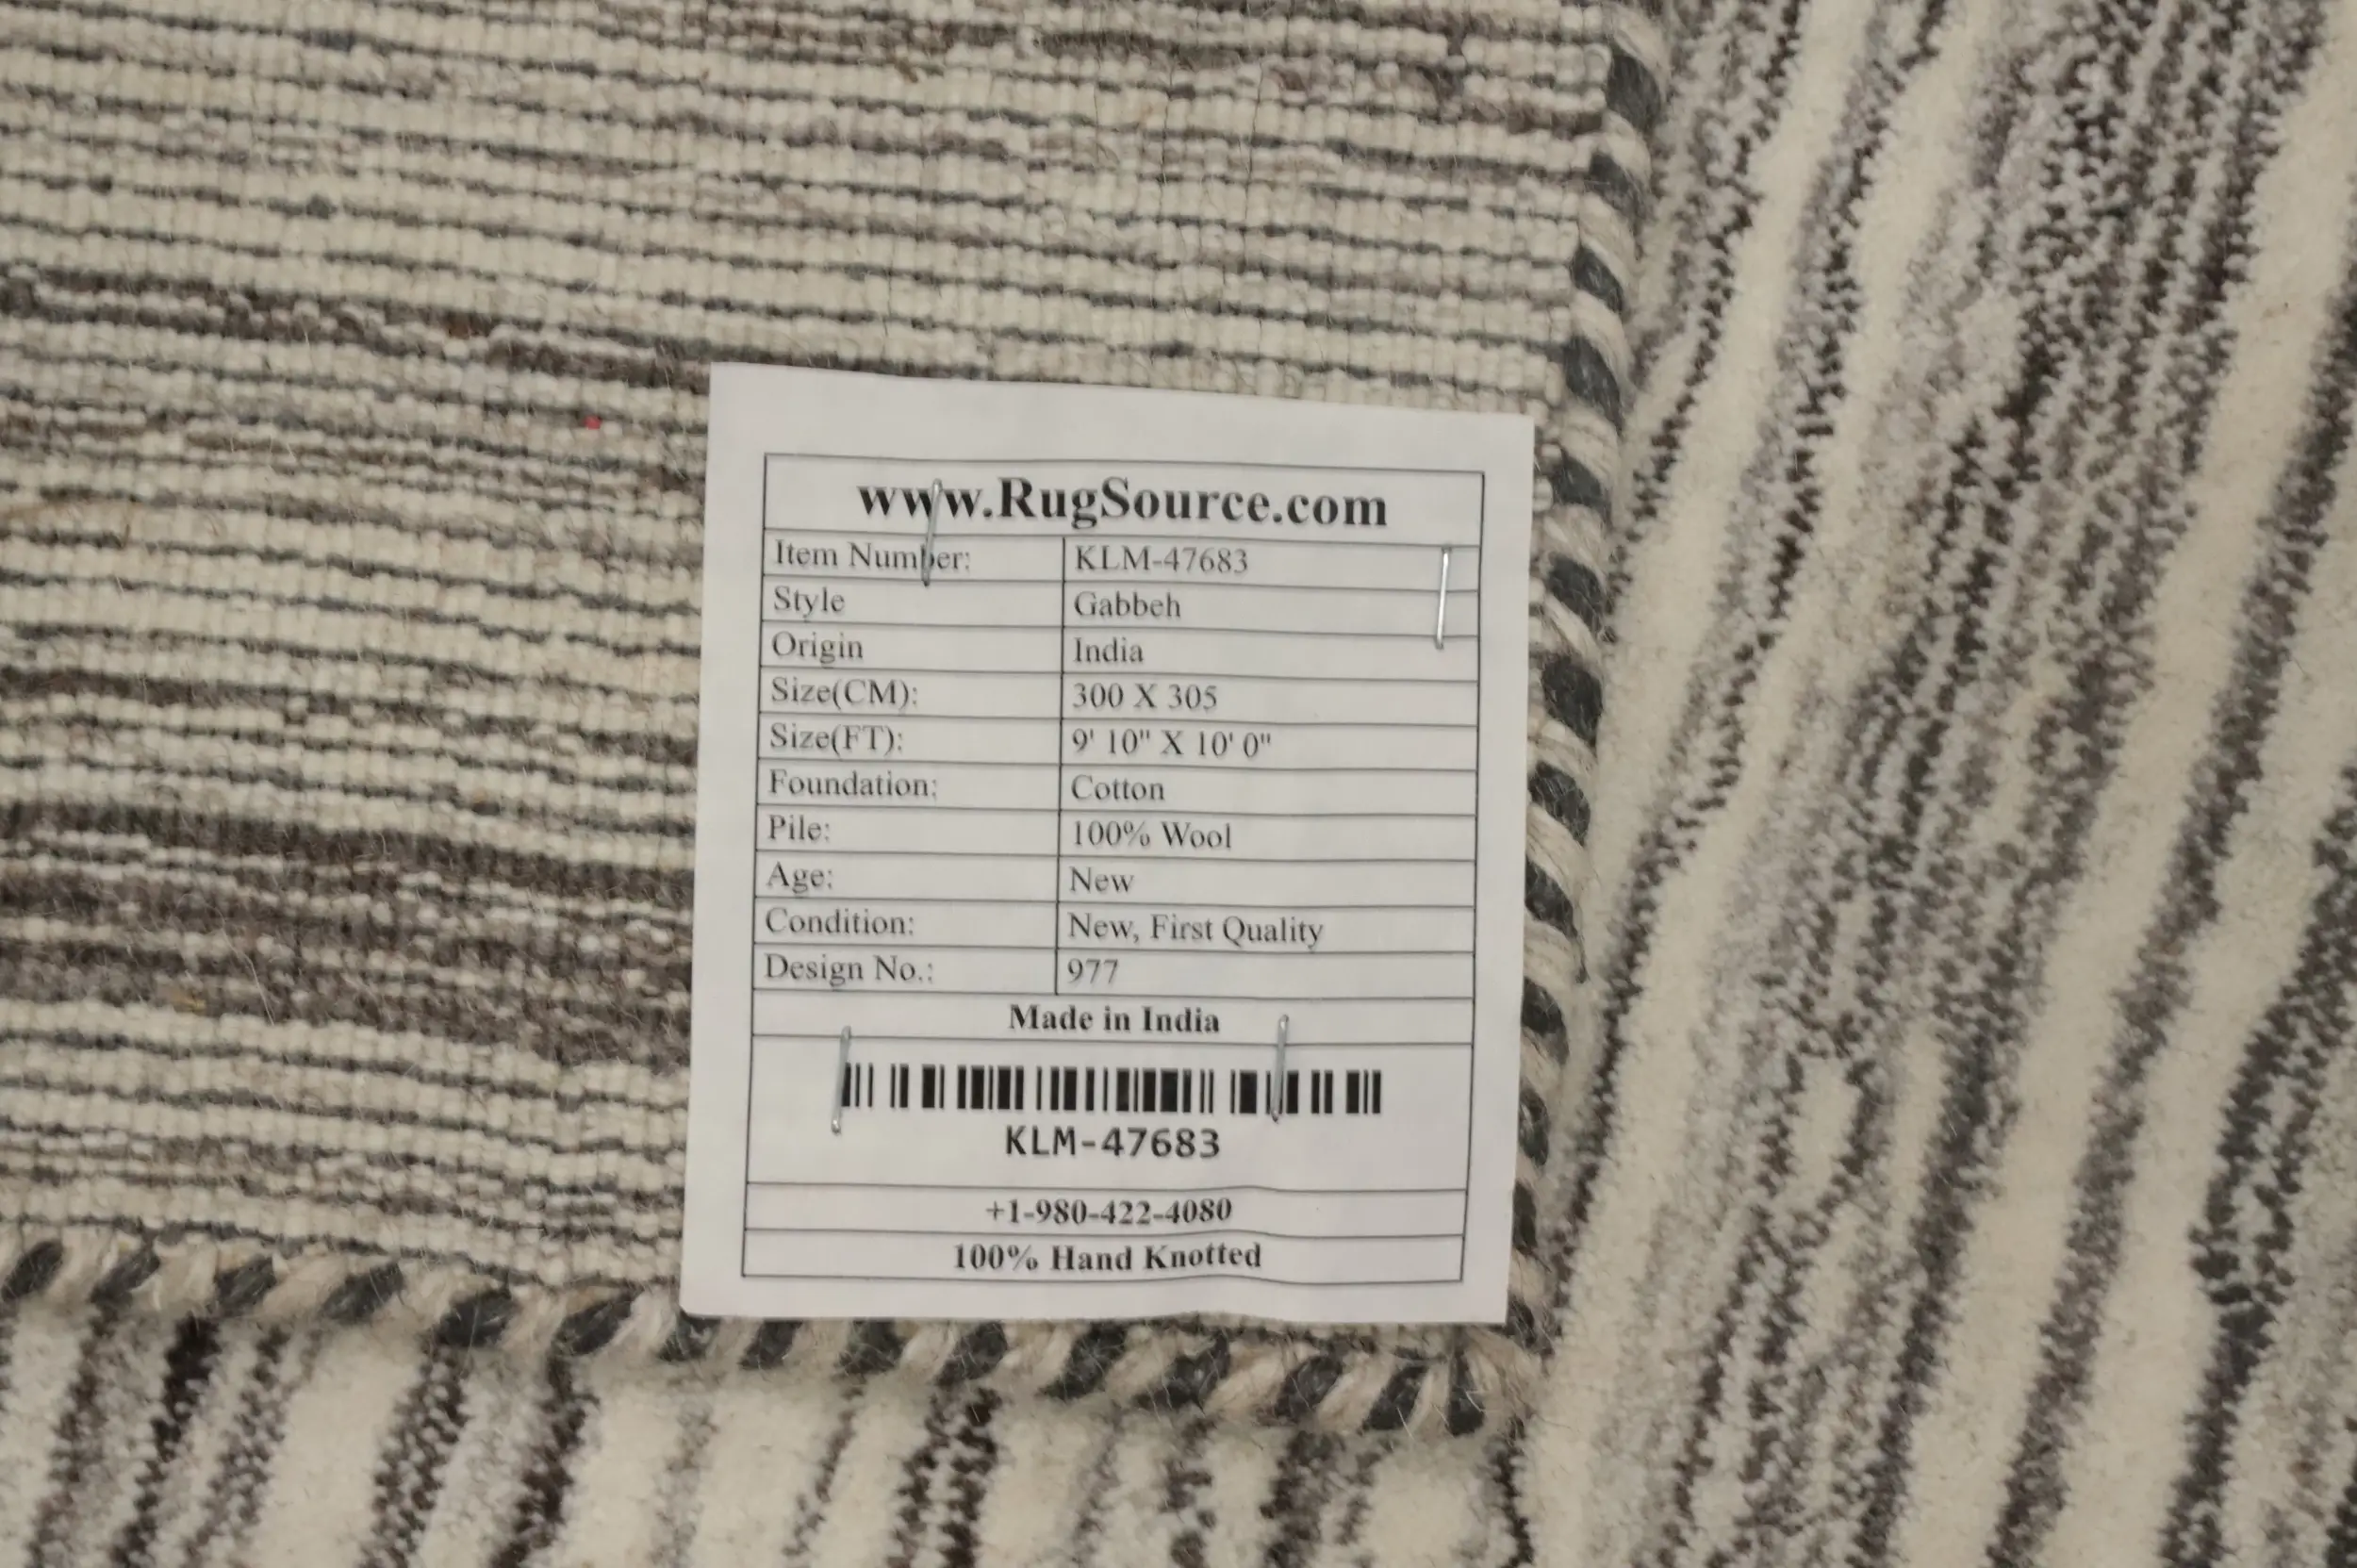 www.RugSource.com
Item Number: KLM-47683
Style Gabbeh
Origin India
Size(CM): 300 X 305
Size(FT): 9' 10" X 10' 0"
Foundation: Cotton
Pile: 100% Wool
Age: New
Condition: New, First Quality
Design No.: 977
Made in India
KLM-47683
+1-980-422-4080
100% Hand Knotted